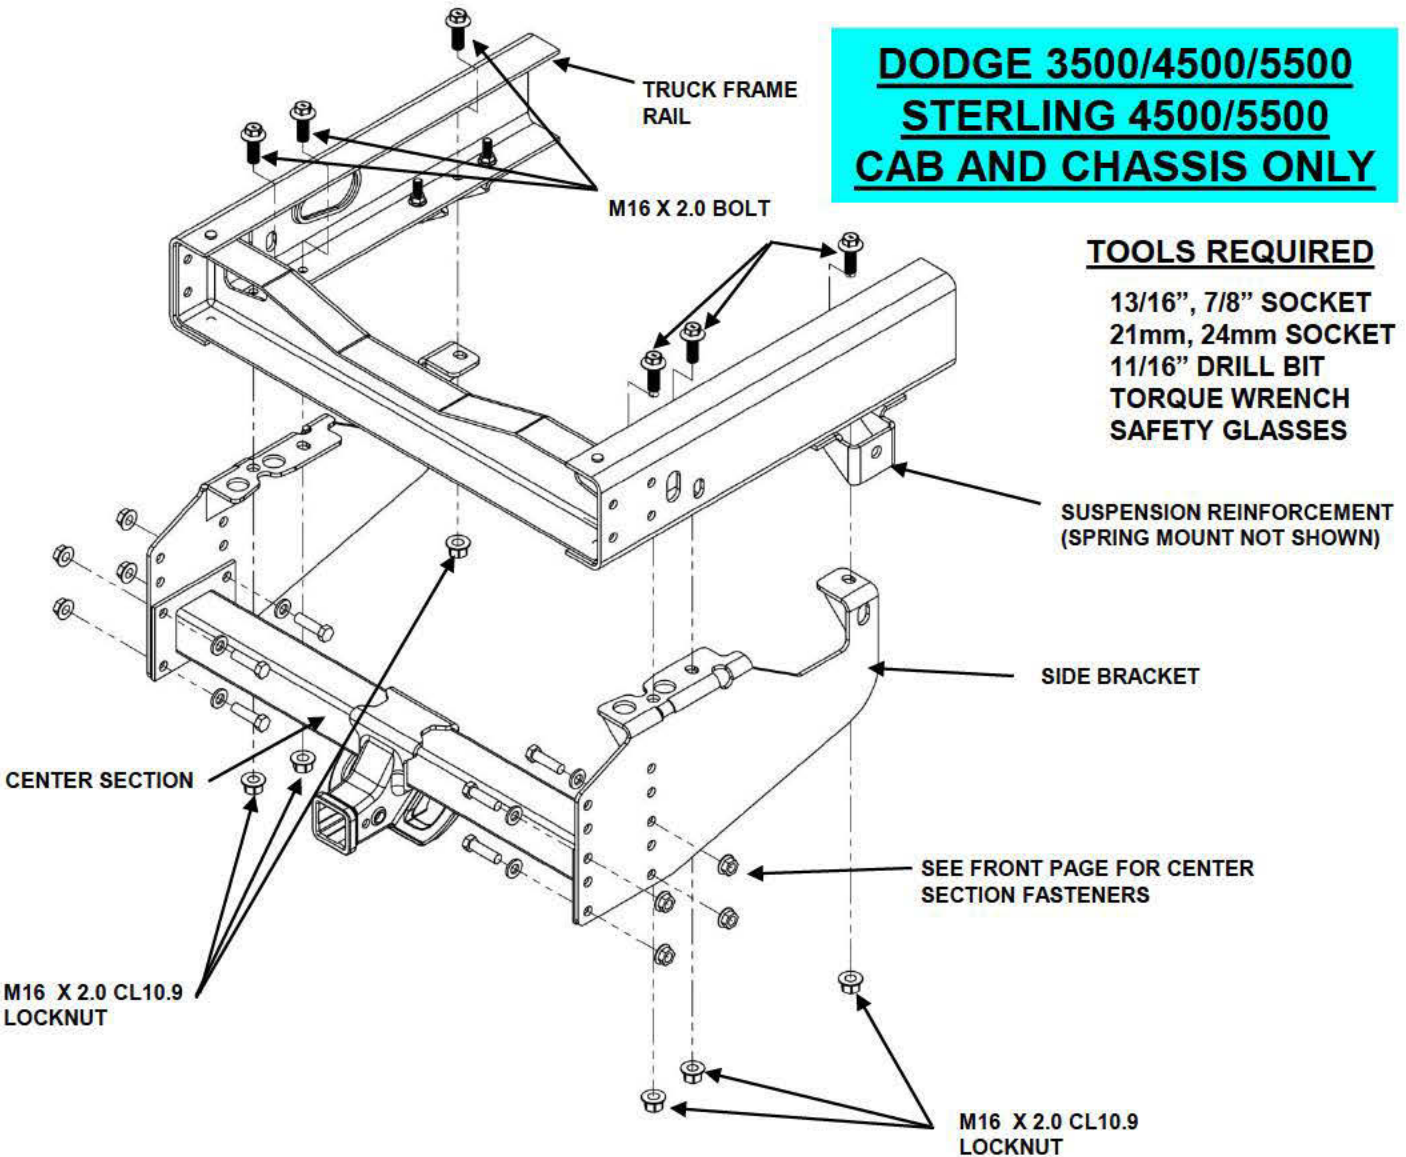 DODGE 3500/4500/5500
STERLING 4500/5500
CAB AND CHASSIS ONLY
TRUCK FRAME
RAIL
M16 X 2.0 BOLT
TOOLS REQUIRED
13/16”, 7/8” SOCKET
21mm, 24mm SOCKET
11/16” DRILL BIT
TORQUE WRENCH
SAFETY GLASSES
SUSPENSION REINFORCEMENT
(SPRING MOUNT NOT SHOWN)
SIDE BRACKET
CENTER SECTION
SEE FRONT PAGE FOR CENTER
SECTION FASTENERS
M16 X 2.0 CL10.9
LOCKNUT
M16 X 2.0 CL10.9
LOCKNUT